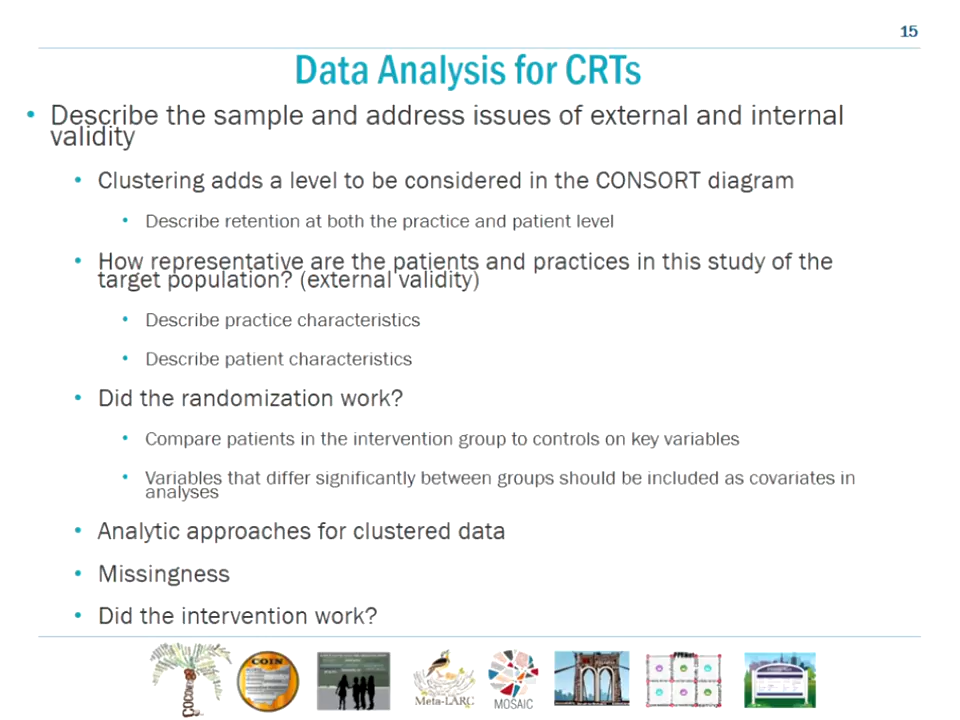 15
Data Analysis for CRTs
• Describe the sample and address issues of external and internal
validity
• Clustering adds a level to be considered in the CONSORT diagram
• Describe retention at both the practice and patient level
• How representative are the patients and practices in this study of the
target population? (external validity)
• Describe practice characteristics
• Describe patient characteristics
• Did the randomization work?
• Compare patients in the intervention group to controls on key variables
• Variables that differ significantly between groups should be included as covariates in
analyses
• Analytic approaches for clustered data
• Missingness
• Did the intervention work?
COIN
Meta-LARC
MOSAIC